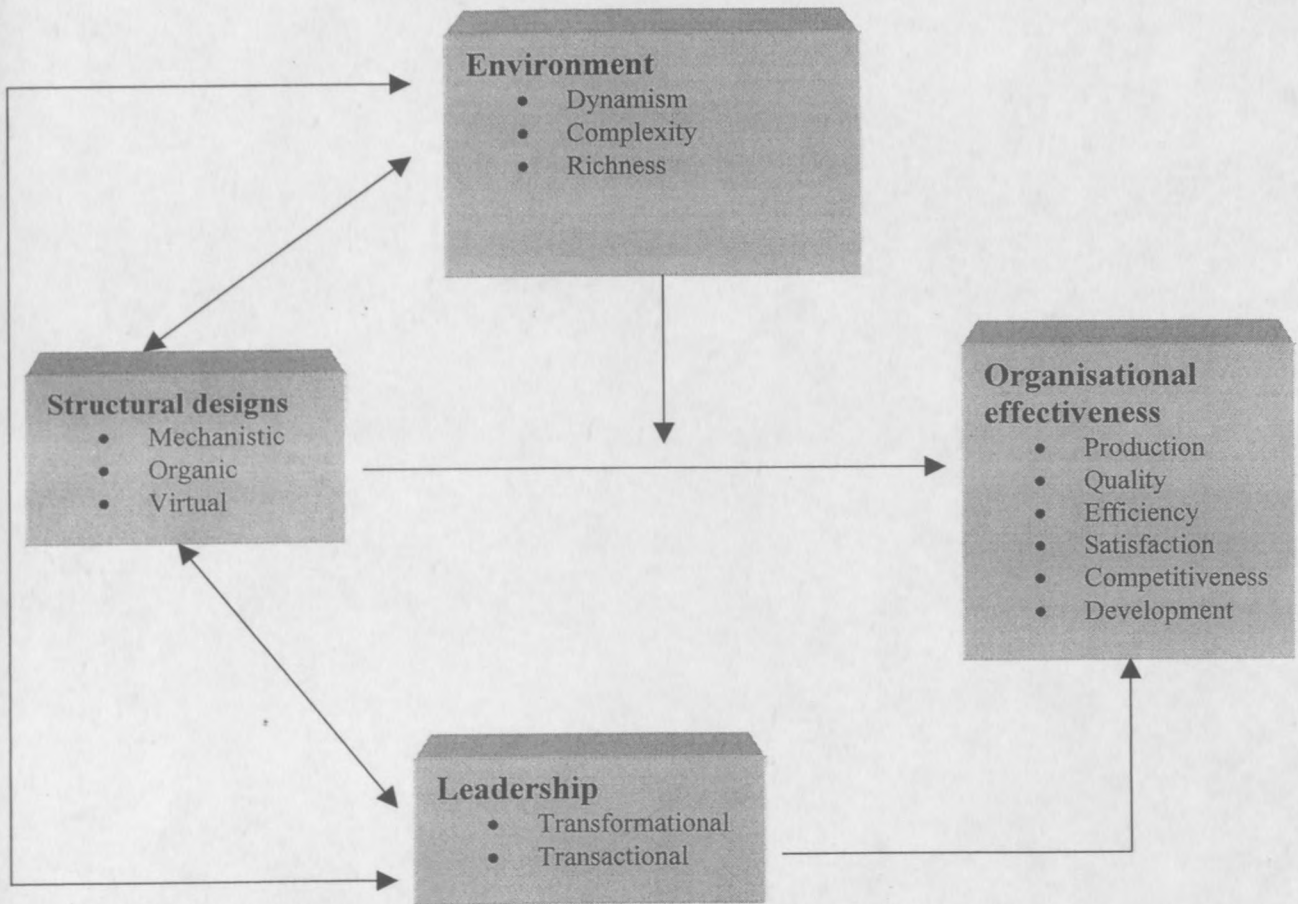 Environment
• Dynamism
• Complexity
• Richness
Structural designs
• Mechanistic
• Organic
• Virtual
Organisational
effectiveness
• Production
• Quality
• Efficiency
• Satisfaction
• Competitiveness
• Development
Leadership
• Transformational
• Transactional